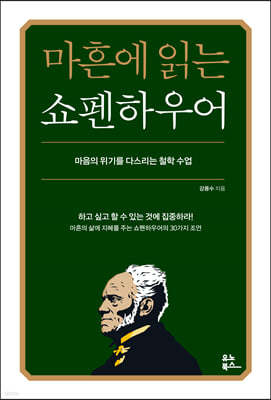 마흔에 읽는
쇼펜하우어
마음의 위기를 다스리는 철학 수업
강용수 지음
하고 싶고 할 수 있는 것에 집중하라!
마흔의 삶에 지혜를 주는 쇼펜하우어의 30가지 조언
유노
북스